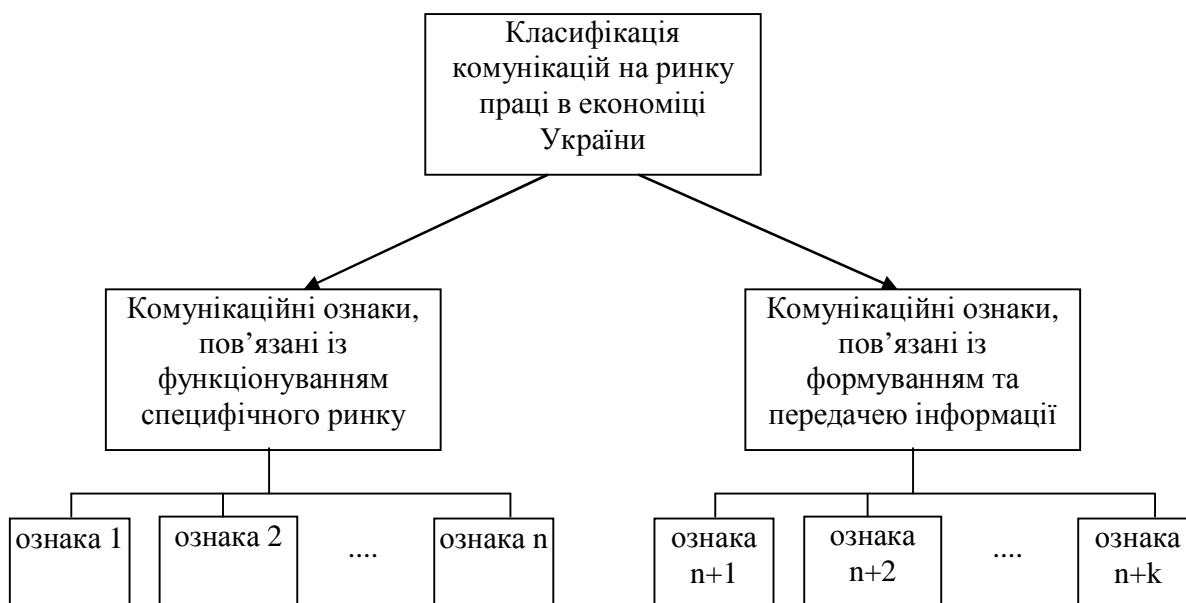 Класифікація
комунікацій на ринку
праці в економіці
України
Комунікаційні ознаки,
пов’язані із
функціонуванням
специфічного ринку
Комунікаційні ознаки,
пов’язані із
формуванням та
передачею інформації
ознака 1
ознака 2
....
ознака n
ознака
n+1
ознака
n+2
....
ознака
n+k